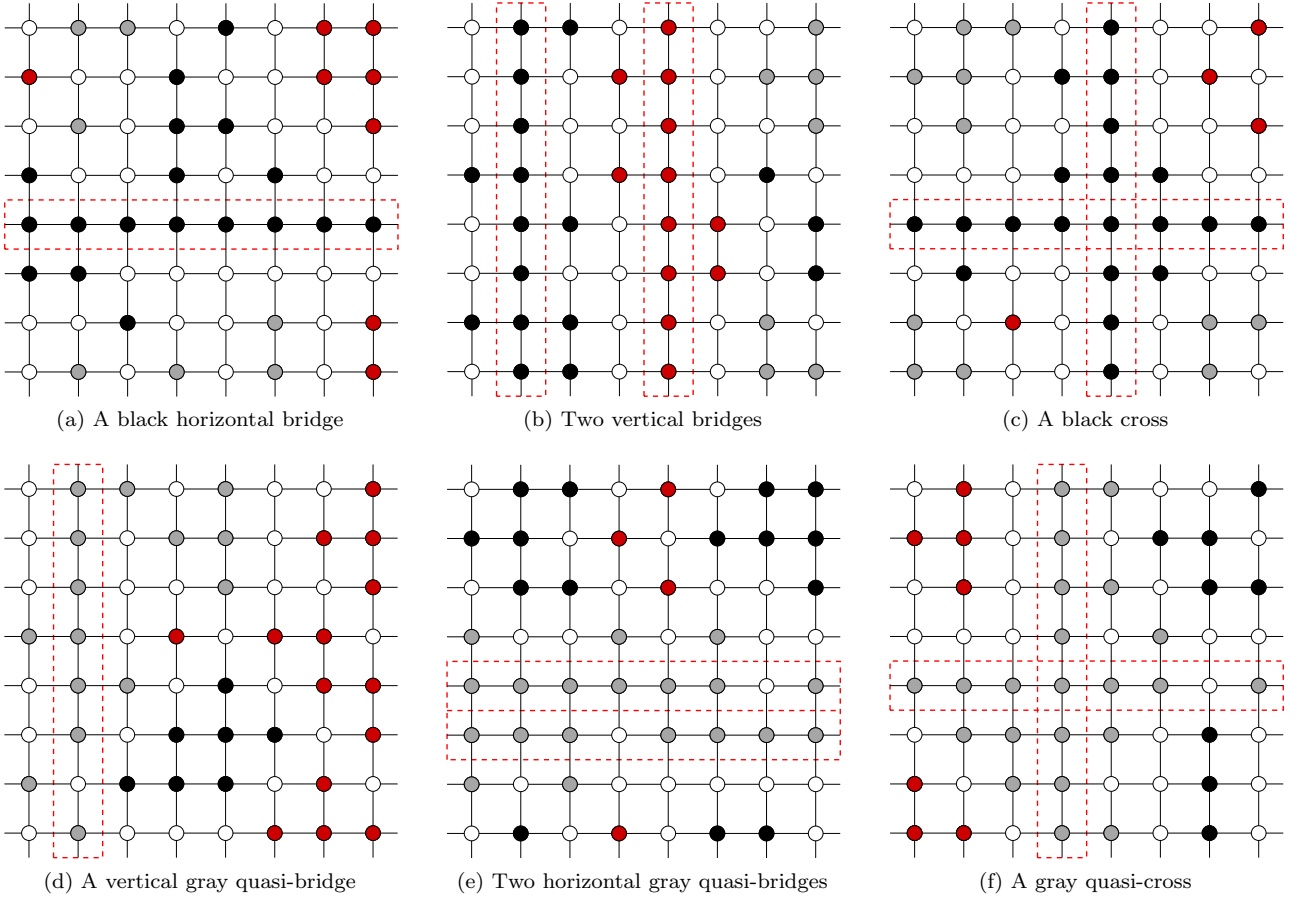 (a) A black horizontal bridge
(b) Two vertical bridges
(c) A black cross
(d) A vertical gray quasi-bridge
(e) Two horizontal gray quasi-bridges
(f) A gray quasi-cross